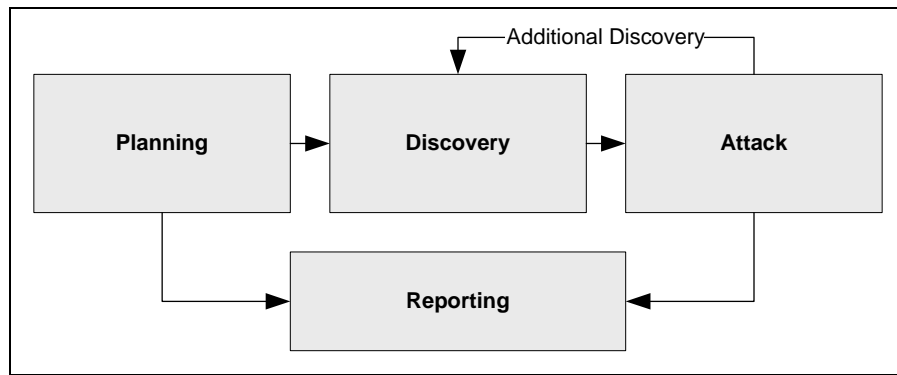 Additional Discovery
Planning
Discovery
Attack
Reporting